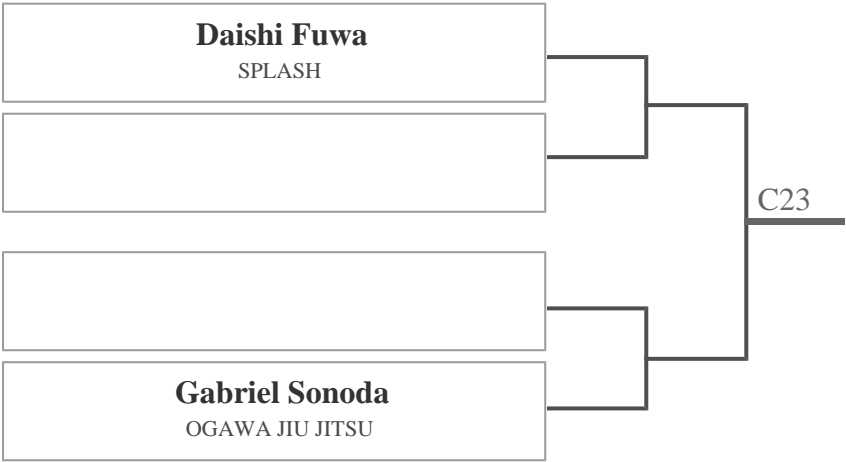 Daishi Fuwa
SPLASH
C23
Gabriel Sonoda
OGAWA JIU JITSU